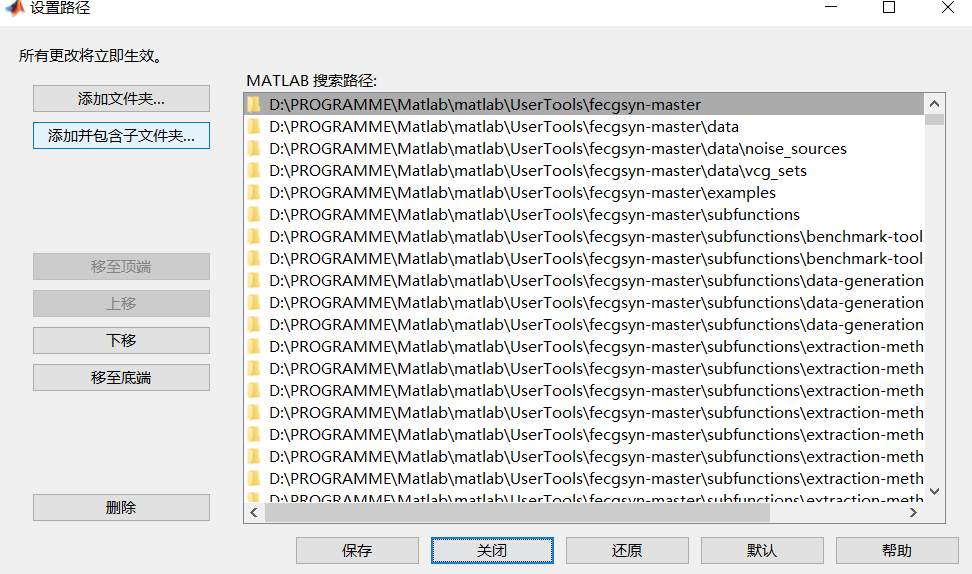 设置路径
所有更改将立即生效。
添加文件夹...
添加并包含子文件夹...
移至顶端
上移
下移
移至底端
删除
MATLAB 搜索路径:
D:\PROGRAMME\Matlab\matlab\UserTools\fecgsyn-master
D:\PROGRAMME\Matlab\matlab\UserTools\fecgsyn-master\data
D:\PROGRAMME\Matlab\matlab\UserTools\fecgsyn-master\data\noise_sources
D:\PROGRAMME\Matlab\matlab\UserTools\fecgsyn-master\data\vcg_sets
D:\PROGRAMME\Matlab\matlab\UserTools\fecgsyn-master\examples
D:\PROGRAMME\Matlab\matlab\UserTools\fecgsyn-master\subfunctions
D:\PROGRAMME\Matlab\matlab\UserTools\fecgsyn-master\subfunctions\benchmark-tool
D:\PROGRAMME\Matlab\matlab\UserTools\fecgsyn-master\subfunctions\benchmark-tool
D:\PROGRAMME\Matlab\matlab\UserTools\fecgsyn-master\subfunctions\data-generation
D:\PROGRAMME\Matlab\matlab\UserTools\fecgsyn-master\subfunctions\data-generation
D:\PROGRAMME\Matlab\matlab\UserTools\fecgsyn-master\subfunctions\data-generation
D:\PROGRAMME\Matlab\matlab\UserTools\fecgsyn-master\subfunctions\extraction-meth
D:\PROGRAMME\Matlab\matlab\UserTools\fecgsyn-master\subfunctions\extraction-meth
D:\PROGRAMME\Matlab\matlab\UserTools\fecgsyn-master\subfunctions\extraction-meth
D:\PROGRAMME\Matlab\matlab\UserTools\fecgsyn-master\subfunctions\extraction-meth
D:\PROGRAMME\Matlab\matlab\UserTools\fecgsyn-master\subfunctions\extraction-meth
D:\PROGRAMME\Matlab\matlab\UserTools\fecgsyn-master\subfunctions\extraction-meth
D:\PROGRAMME\Matlab\matlab\UserTools\fecgsyn-master\subfunctions\extraction-meth
D:\PROGRAMME\Matlab\matlab\UserTools\fecgsyn-master\subfunctions\extraction-meth
保存
关闭
还原
默认
帮助